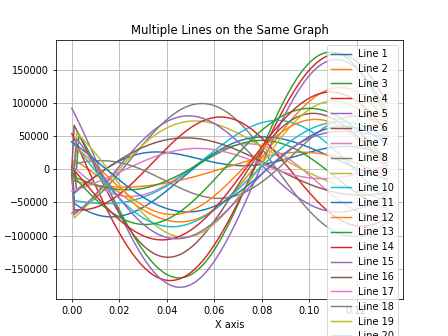 Multiple Lines on the Same Graph
150000
100000
50000
0
−50000
−100000
−150000
0.00
0.02
0.04
0.06
0.08
0.10
X axis
Line 1
Line 2
Line 3
Line 4
Line 5
Line 6
Line 7
Line 8
Line 9
Line 10
Line 11
Line 12
Line 13
Line 14
Line 15
Line 16
Line 17
Line 18
Line 19
Line 20